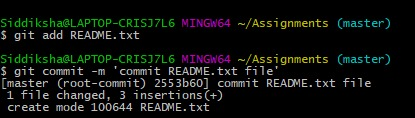 Siddiksha@LAPTOP-CRISJ7L6 MINGW64 ~/Assignments (master)
$ git add README.txt
Siddiksha@LAPTOP-CRISJ7L6 MINGW64 ~/Assignments (master)
$ git commit -m 'commit README.txt file'
[master (root-commit) 2553b60] commit README.txt file
1 file changed, 3 insertions(+)
create mode 100644 README.txt